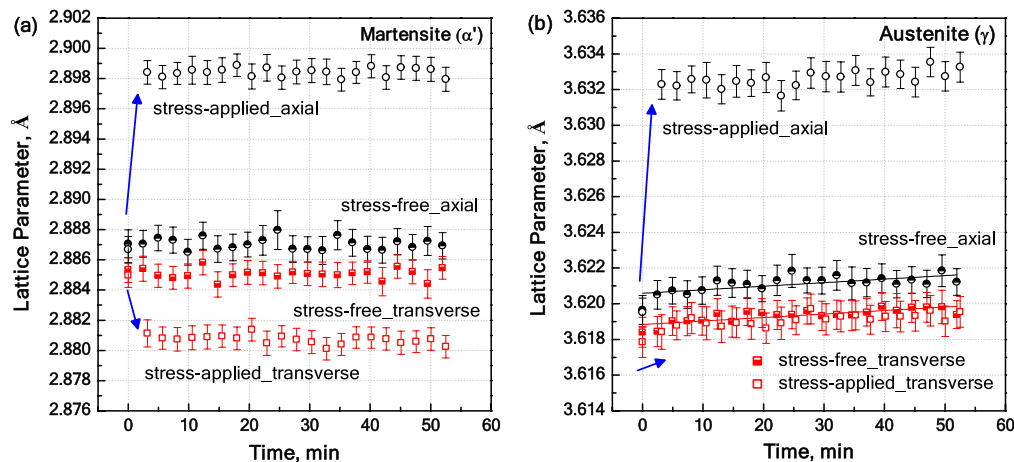 (a)
Martensite (α')
2.902
2.900
2.898
2.896
2.894
2.892
2.890
2.888
2.886
2.884
2.882
2.880
2.878
2.876
Lattice Parameter, Å
stress-applied_axial
stress-free_axial
stress-free_transverse
stress-applied_transverse
0 10 20 30 40 50 60
Time, min
(b)
Austenite (γ)
3.636
3.634
3.632
3.630
3.628
3.626
3.624
3.622
3.620
3.618
3.616
3.614
Lattice Parameter, Å
stress-applied_axial
stress-free_axial
stress-free_transverse
stress-applied_transverse
0 10 20 30 40 50 60
Time, min